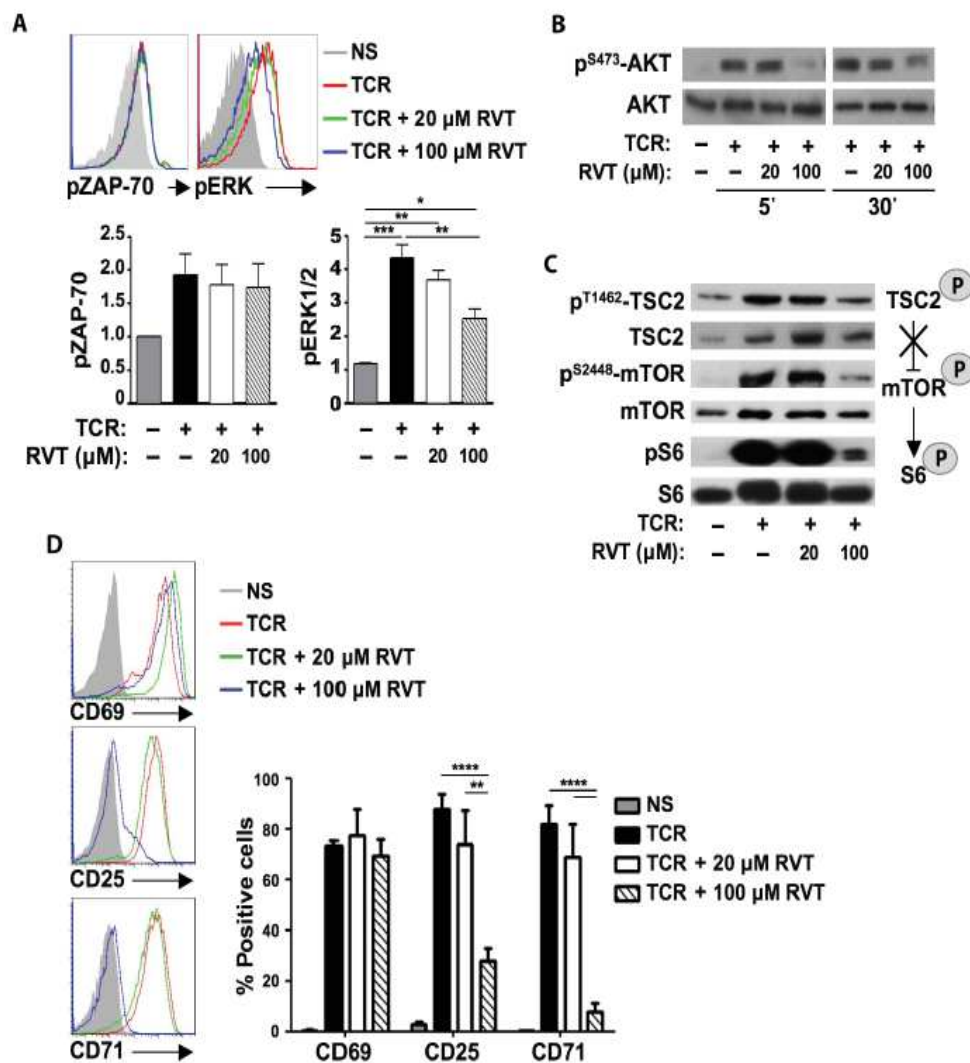 A
NS
TCR
TCR + 20 µM RVT
TCR + 100 µM RVT
pZAP-70
pERK
pZAP-70
2.5
2.0
1.5
1.0
0.5
0.0
pERK1/2
6
5
4
3
2
1
0
*
**
*** **
TCR: – + + + – + + +
RVT (µM): – – 20 100 – – 20 100
B
pS473-AKT
AKT
TCR: – + + + + + +
RVT (µM): – – 20 100 – 20 100
5' 30'
C
pT1462-TSC2
TSC2
pS2448-mTOR
mTOR
pS6
S6
TCR: – + + +
RVT (µM): – – 20 100
TSC2 P
mTOR P
S6 P
D
NS
TCR
TCR + 20 µM RVT
TCR + 100 µM RVT
CD69
CD25
CD71
% Positive cells
100
80
60
40
20
0
**** ****
**
CD69 CD25 CD71
NS
TCR
TCR + 20 µM RVT
TCR + 100 µM RVT